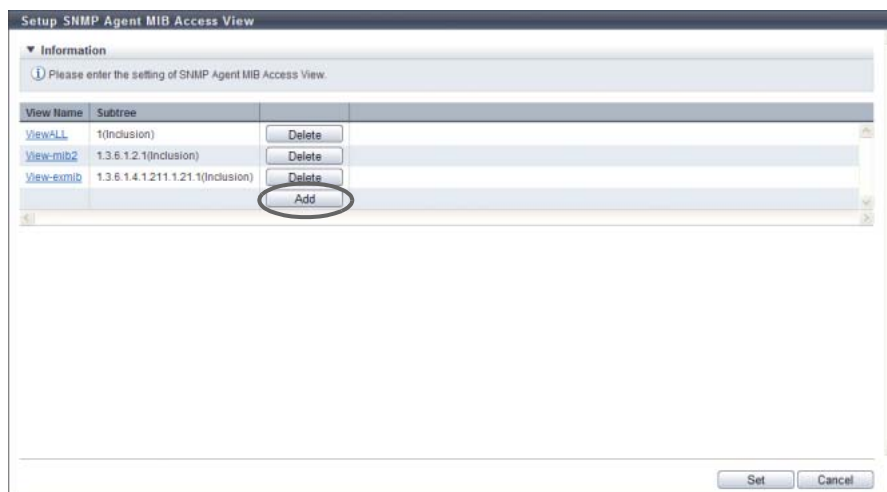 Setup SNMP Agent MIB Access View
▼ Information
Please enter the setting of SNMP Agent MIB Access View.
View Name Subtree
ViewALL 1(Inclusion) Delete
View-mib2 1.3.6.1.2.1(Inclusion) Delete
View-exmib 1.3.6.1.4.1.211.1.21.1(Inclusion) Delete
Add
Set Cancel